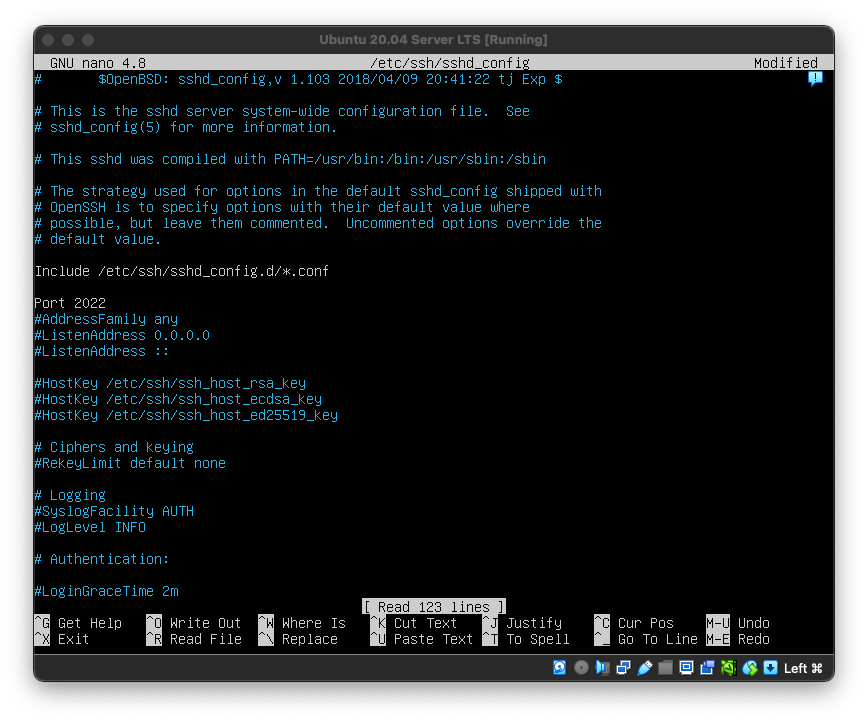 Ubuntu 20.04 Server LTS [Running]
GNU nano 4.8 /etc/ssh/sshd_config Modified
# $OpenBSD: sshd_config,v 1.103 2018/04/09 20:41:22 tj Exp $
# This is the sshd server system-wide configuration file. See
# sshd_config(5) for more information.
# This sshd was compiled with PATH=/usr/bin:/bin:/usr/sbin:/sbin
# The strategy used for options in the default sshd_config shipped with
# OpenSSH is to specify options with their default value where
# possible, but leave them commented. Uncommented options override the
# default value.
Include /etc/ssh/sshd_config.d/*.conf
Port 2022
#AddressFamily any
#ListenAddress 0.0.0.0
#ListenAddress ::
#HostKey /etc/ssh/ssh_host_rsa_key
#HostKey /etc/ssh/ssh_host_ecdsa_key
#HostKey /etc/ssh/ssh_host_ed25519_key
# Ciphers and keying
#RekeyLimit default none
# Logging
#SyslogFacility AUTH
#LogLevel INFO
# Authentication:
#LoginGraceTime 2m
[ Read 123 lines ]
^G Get Help ^O Write Out ^W Where Is ^K Cut Text ^J Justify ^C Cur Pos M-U Undo
^X Exit ^R Read File ^\ Replace ^U Paste Text ^T To Spell ^_ Go To Line M-E Redo
Left ⌘